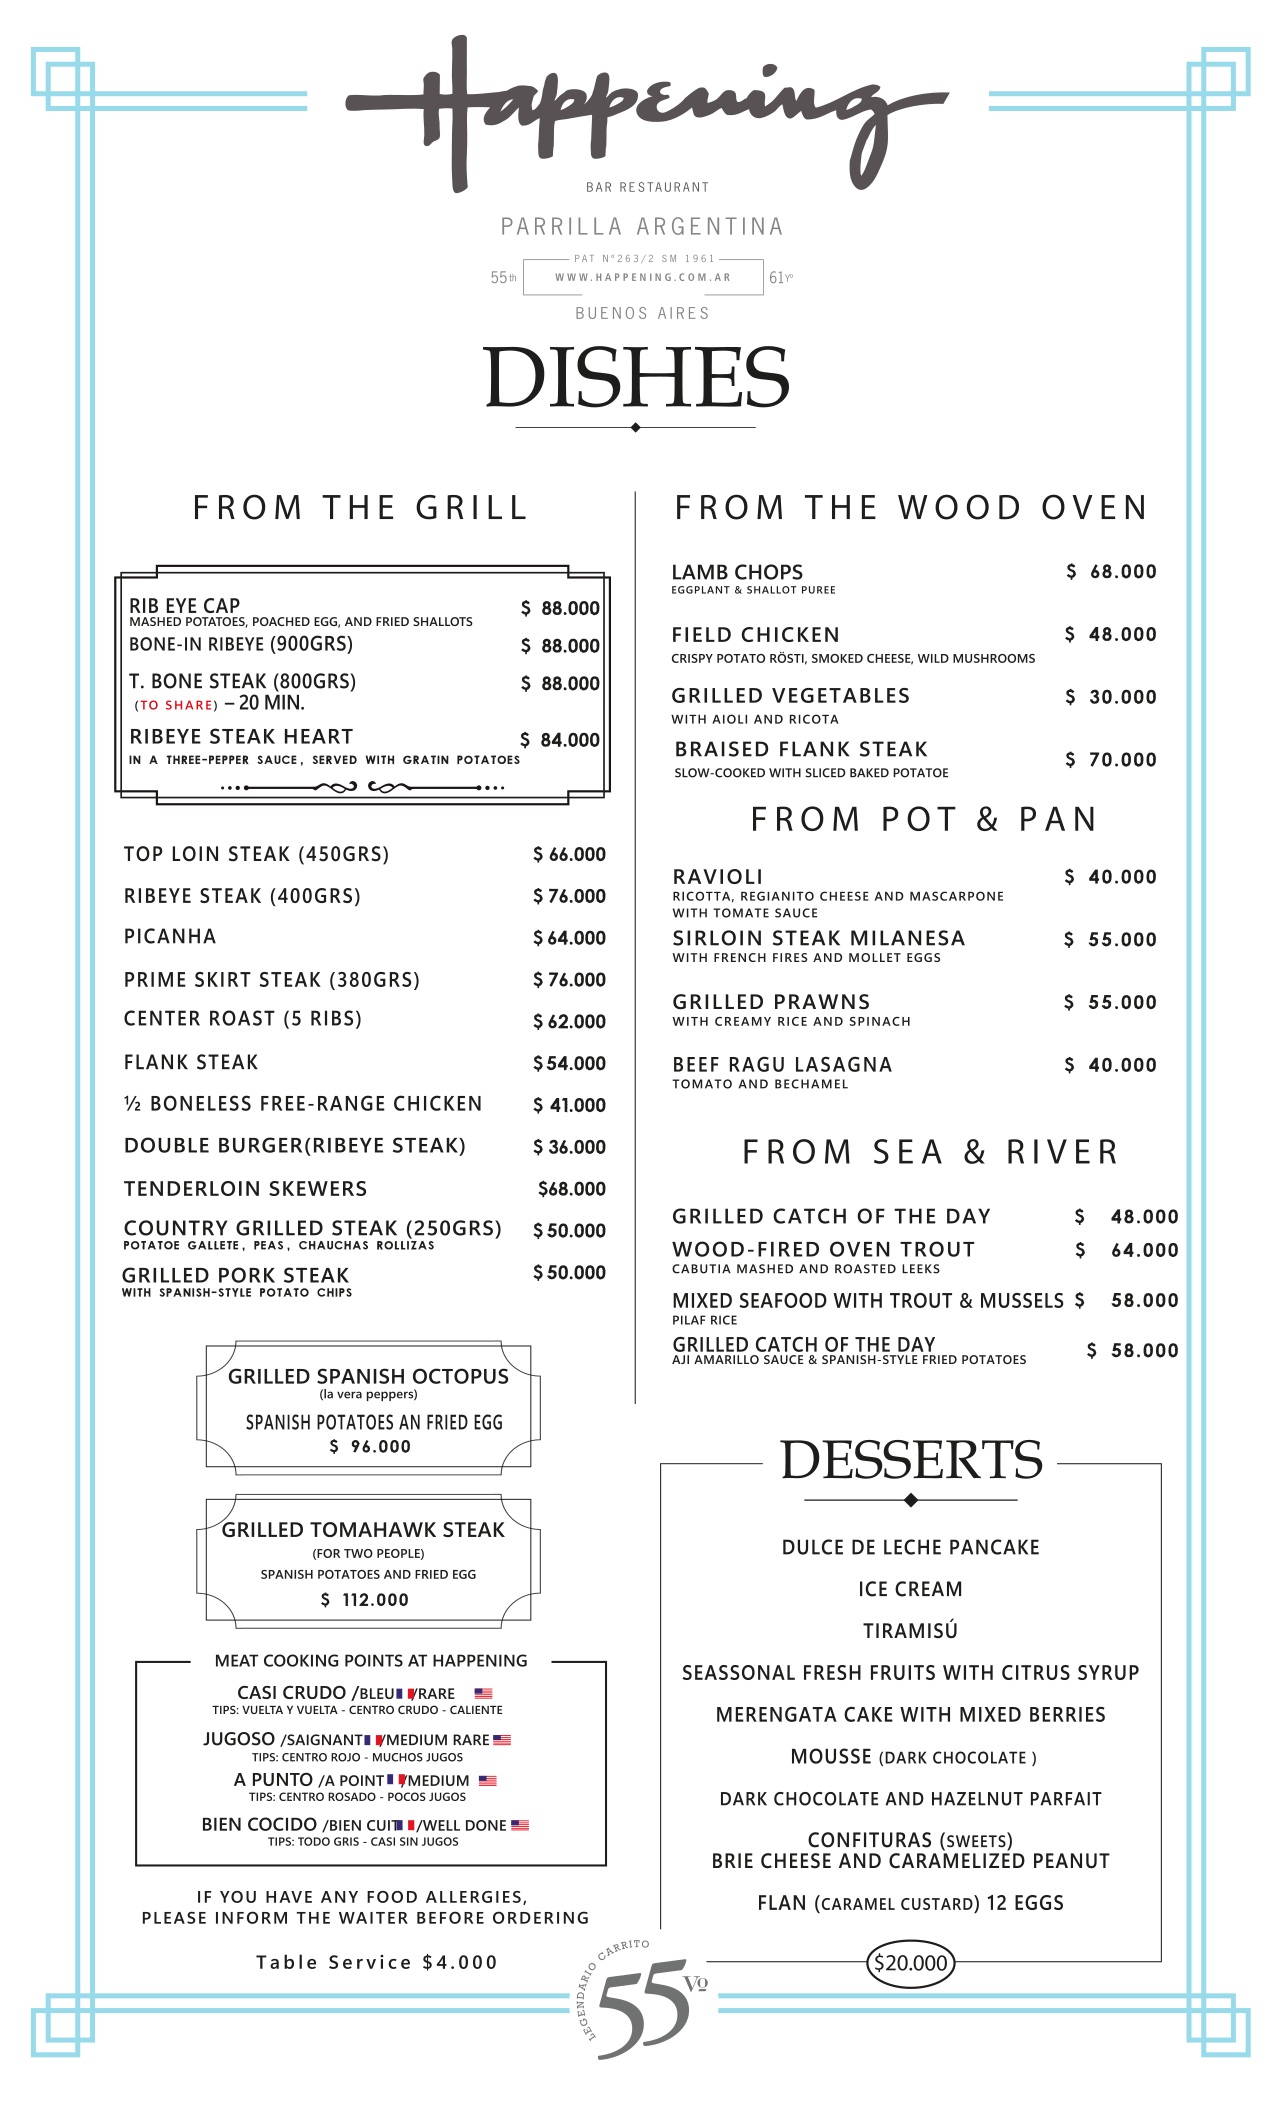 Happening
BAR RESTAURANT
PARRILLA ARGENTINA
PAT Nº263/2 SM 1961
55th WWW.HAPPENING.COM.AR 61Yº
BUENOS AIRES
DISHES
FROM THE GRILL
RIB EYE CAP $ 88.000
MASHED POTATOES, POACHED EGG, AND FRIED SHALLOTS
BONE-IN RIBEYE (900GRS) $ 88.000
T. BONE STEAK (800GRS) $ 88.000
(TO SHARE) – 20 MIN.
RIBEYE STEAK HEART $ 84.000
IN A THREE-PEPPER SAUCE, SERVED WITH GRATIN POTATOES
TOP LOIN STEAK (450GRS) $ 66.000
RIBEYE STEAK (400GRS) $ 76.000
PICANHA $ 64.000
PRIME SKIRT STEAK (380GRS) $ 76.000
CENTER ROAST (5 RIBS) $ 62.000
FLANK STEAK $ 54.000
½ BONELESS FREE-RANGE CHICKEN $ 41.000
DOUBLE BURGER(RIBEYE STEAK) $ 36.000
TENDERLOIN SKEWERS $68.000
COUNTRY GRILLED STEAK (250GRS) $ 50.000
POTATOE GALLETE, PEAS, CHAUCHAS ROLLIZAS
GRILLED PORK STEAK $ 50.000
WITH SPANISH-STYLE POTATO CHIPS
GRILLED SPANISH OCTOPUS
(la vera peppers)
SPANISH POTATOES AN FRIED EGG
$ 96.000
GRILLED TOMAHAWK STEAK
(FOR TWO PEOPLE)
SPANISH POTATOES AND FRIED EGG
$ 112.000
MEAT COOKING POINTS AT HAPPENING
CASI CRUDO /BLEU /RARE
TIPS: VUELTA Y VUELTA - CENTRO CRUDO - CALIENTE
JUGOSO /SAIGNANT /MEDIUM RARE
TIPS: CENTRO ROJO - MUCHOS JUGOS
A PUNTO /A POINT /MEDIUM
TIPS: CENTRO ROSADO - POCOS JUGOS
BIEN COCIDO /BIEN CUIT /WELL DONE
TIPS: TODO GRIS - CASI SIN JUGOS
IF YOU HAVE ANY FOOD ALLERGIES,
PLEASE INFORM THE WAITER BEFORE ORDERING
Table Service $4.000
FROM THE WOOD OVEN
LAMB CHOPS $ 68.000
EGGPLANT & SHALLOT PUREE
FIELD CHICKEN $ 48.000
CRISPY POTATO RÖSTI, SMOKED CHEESE, WILD MUSHROOMS
GRILLED VEGETABLES $ 30.000
WITH AIOLI AND RICOTA
BRAISED FLANK STEAK $ 70.000
SLOW-COOKED WITH SLICED BAKED POTATOE
FROM POT & PAN
RAVIOLI $ 40.000
RICOTTA, REGIANITO CHEESE AND MASCARPONE
WITH TOMATE SAUCE
SIRLOIN STEAK MILANESA $ 55.000
WITH FRENCH FIRES AND MOLLET EGGS
GRILLED PRAWNS $ 55.000
WITH CREAMY RICE AND SPINACH
BEEF RAGU LASAGNA $ 40.000
TOMATO AND BECHAMEL
FROM SEA & RIVER
GRILLED CATCH OF THE DAY $ 48.000
WOOD-FIRED OVEN TROUT $ 64.000
CABUTIA MASHED AND ROASTED LEEKS
MIXED SEAFOOD WITH TROUT & MUSSELS $ 58.000
PILAF RICE
GRILLED CATCH OF THE DAY $ 58.000
AJI AMARILLO SAUCE & SPANISH-STYLE FRIED POTATOES
DESSERTS
DULCE DE LECHE PANCAKE
ICE CREAM
TIRAMISÚ
SEASSONAL FRESH FRUITS WITH CITRUS SYRUP
MERENGATA CAKE WITH MIXED BERRIES
MOUSSE (DARK CHOCOLATE )
DARK CHOCOLATE AND HAZELNUT PARFAIT
CONFITURAS (SWEETS)
BRIE CHEESE AND CARAMELIZED PEANUT
FLAN (CARAMEL CUSTARD) 12 EGGS
$20.000
LEGENDARIO CARRITO
55 Vº